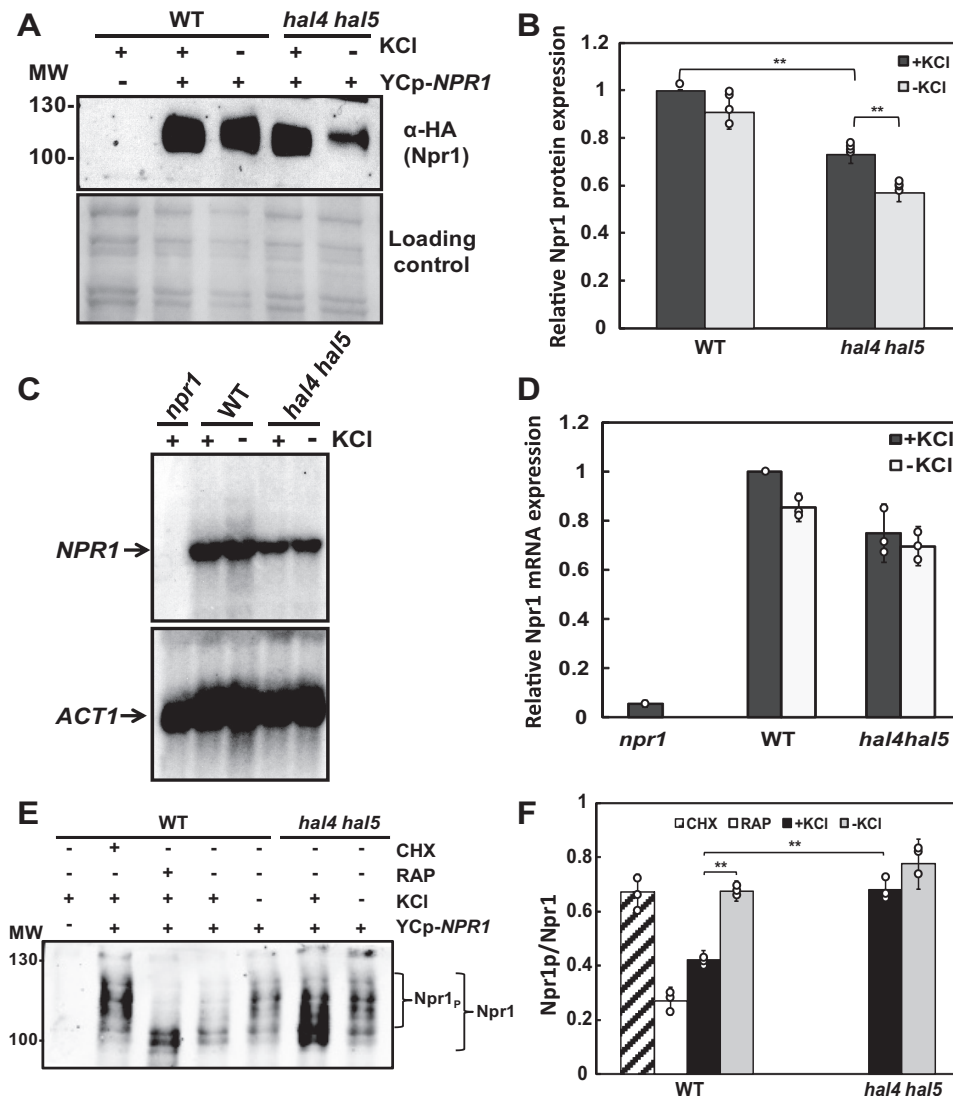 A
WT
hal4 hal5
+ + - + - KCl
MW
- + + + + YCp-NPR1
130-
100-
α-HA
(Npr1)
Loading
control
B
Relative Npr1 protein expression
1.2
1
0.8
0.6
0.4
0.2
0
+KCl
-KCl
**
**
WT
hal4 hal5
C
npr1
WT
hal4 hal5
+ + - + - KCl
NPR1
ACT1
D
Relative Npr1 mRNA expression
1.2
1
0.8
0.6
0.4
0.2
0
+KCl
-KCl
npr1
WT
hal4hal5
E
WT
hal4 hal5
- + - - - - - CHX
- - + - - - - RAP
+ + + + - + - KCl
- + + + + + + YCp-NPR1
MW
130-
100-
Npr1P
Npr1
F
Npr1p/Npr1
1
0.8
0.6
0.4
0.2
0
CHX
RAP
+KCl
-KCl
**
**
WT
hal4 hal5